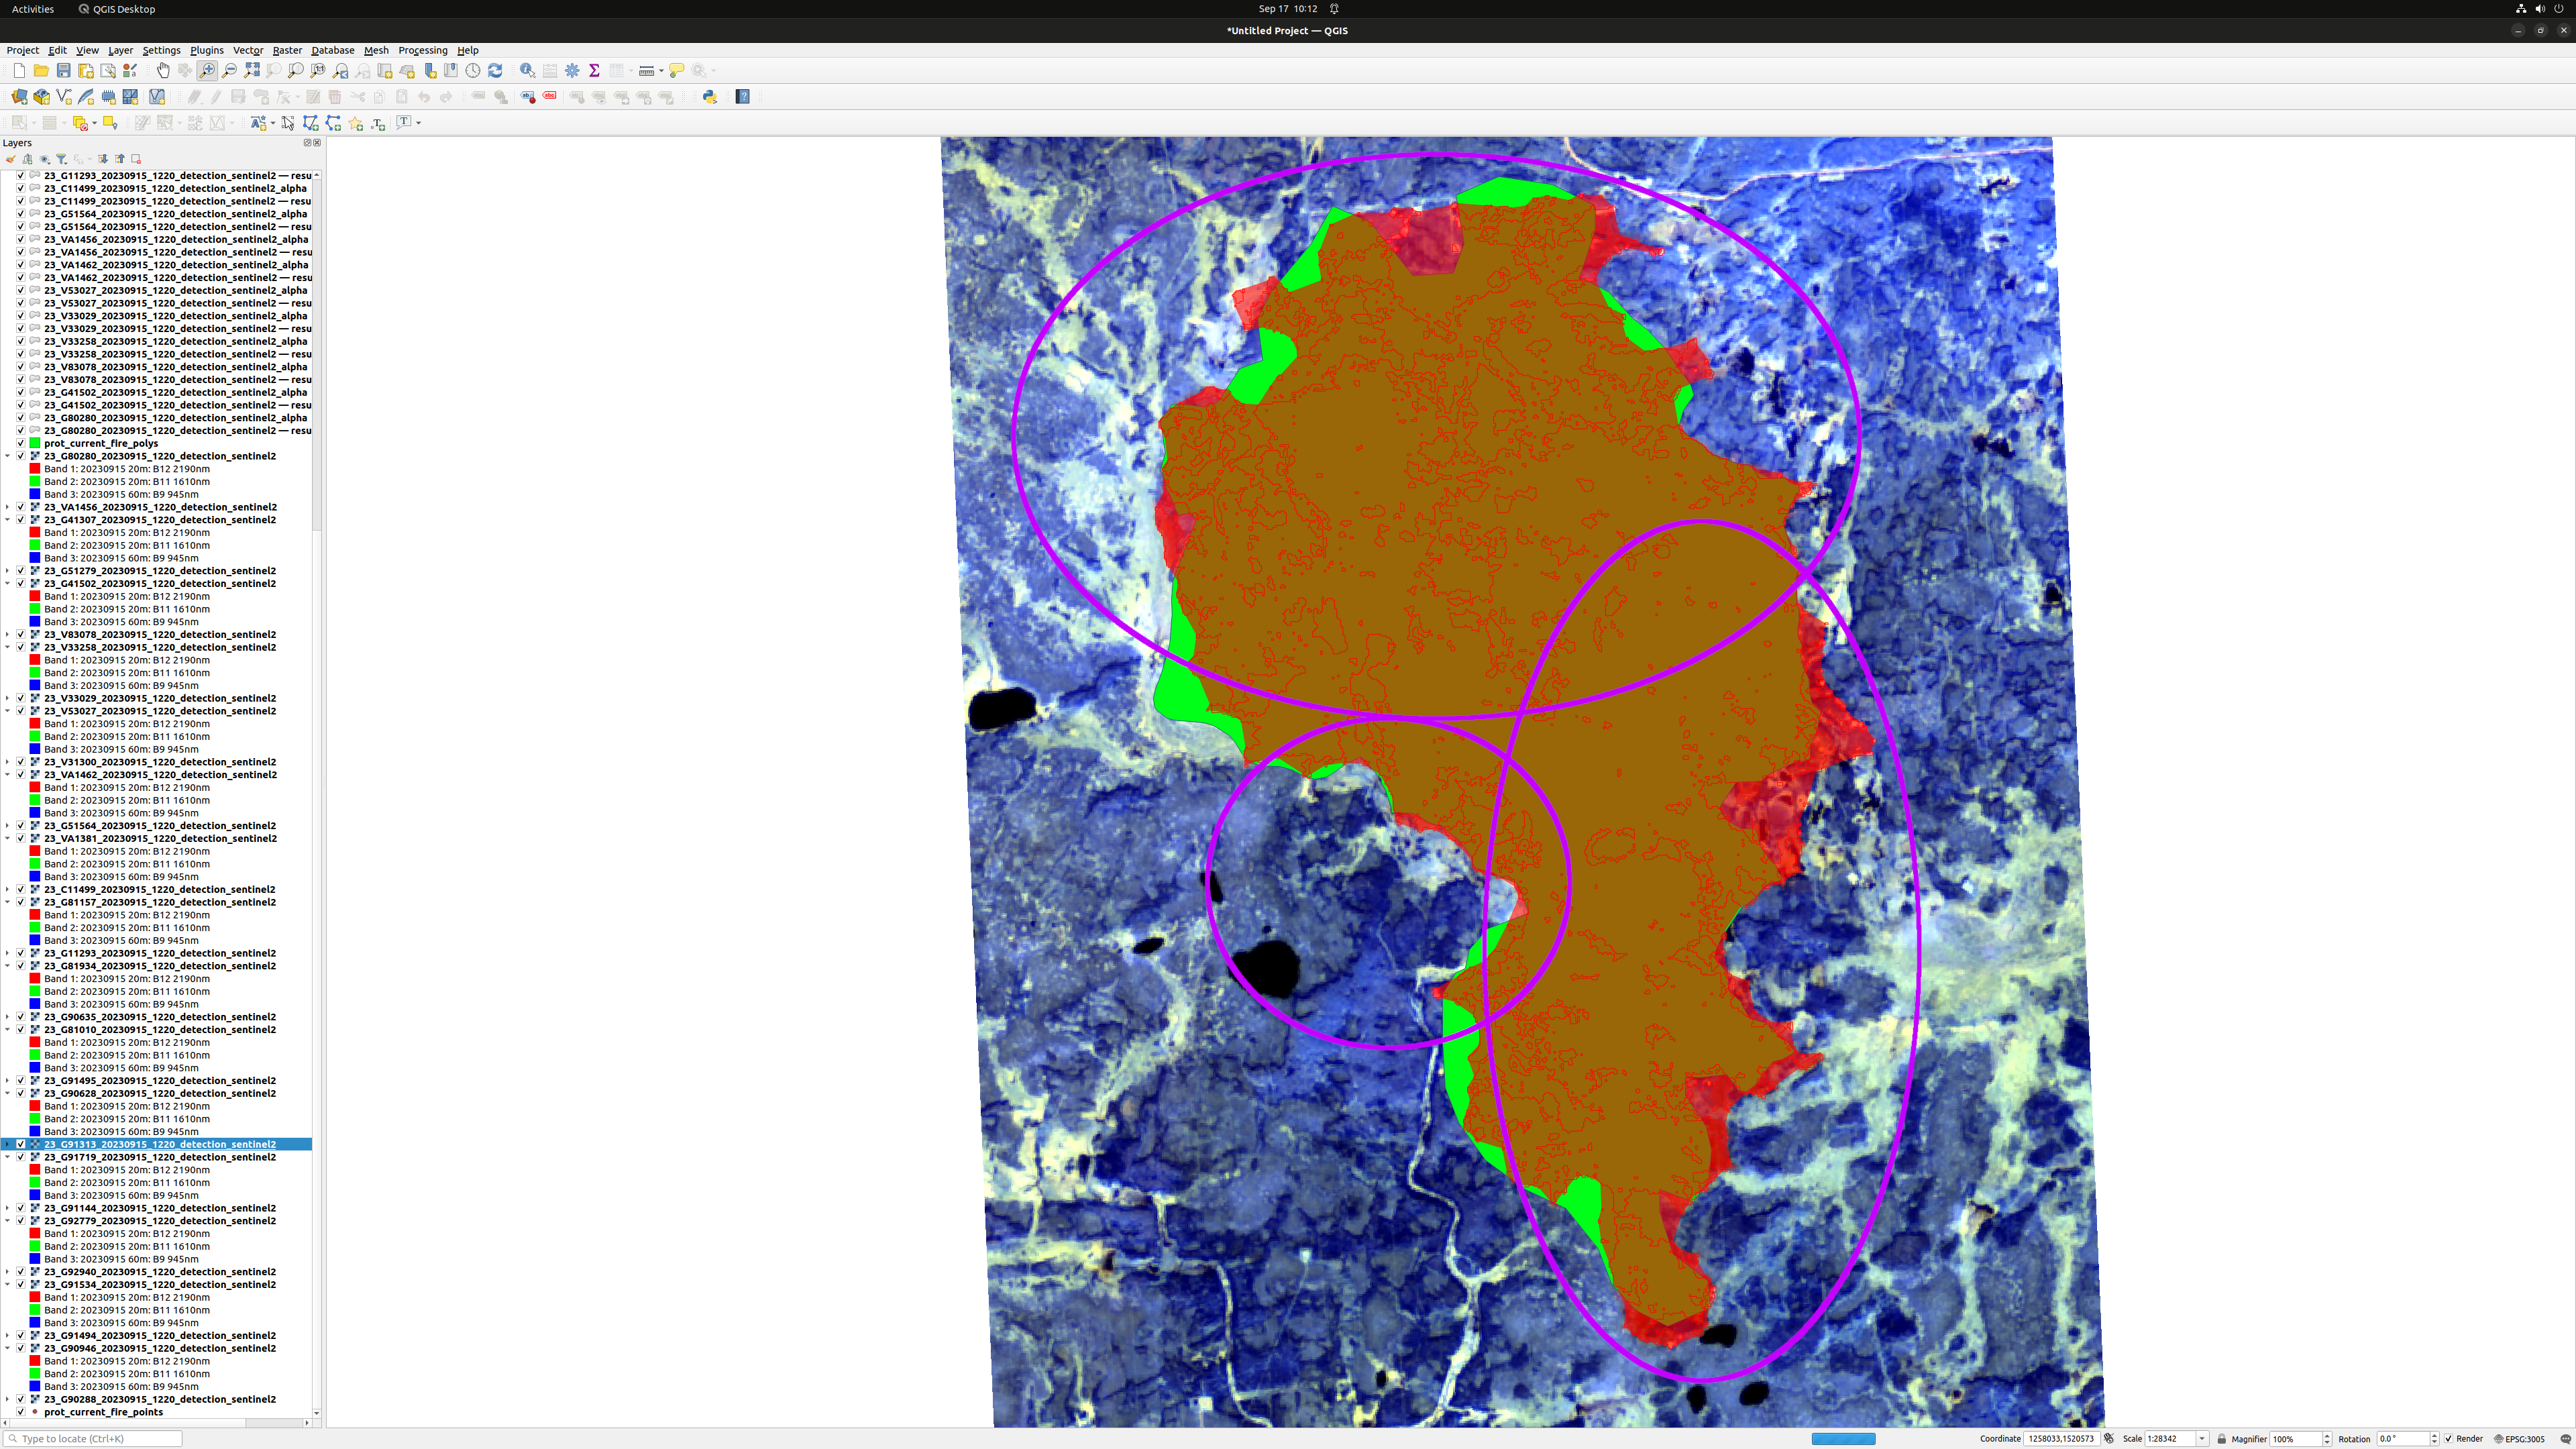 Activities QGIS Desktop Sep 17 10:12
*Untitled Project — QGIS
Project Edit View Layer Settings Plugins Vector Raster Database Mesh Processing Help
Layers
23_G11293_20230915_1220_detection_sentinel2 — resu
23_C11499_20230915_1220_detection_sentinel2_alpha
23_C11499_20230915_1220_detection_sentinel2 — resu
23_G51564_20230915_1220_detection_sentinel2_alpha
23_G51564_20230915_1220_detection_sentinel2 — resu
23_VA1456_20230915_1220_detection_sentinel2_alpha
23_VA1456_20230915_1220_detection_sentinel2 — resu
23_VA1462_20230915_1220_detection_sentinel2_alpha
23_VA1462_20230915_1220_detection_sentinel2 — resu
23_V53027_20230915_1220_detection_sentinel2_alpha
23_V53027_20230915_1220_detection_sentinel2 — resu
23_V33029_20230915_1220_detection_sentinel2_alpha
23_V33029_20230915_1220_detection_sentinel2 — resu
23_V33258_20230915_1220_detection_sentinel2_alpha
23_V33258_20230915_1220_detection_sentinel2 — resu
23_V83078_20230915_1220_detection_sentinel2_alpha
23_V83078_20230915_1220_detection_sentinel2 — resu
23_G41502_20230915_1220_detection_sentinel2_alpha
23_G41502_20230915_1220_detection_sentinel2 — resu
23_G80280_20230915_1220_detection_sentinel2_alpha
23_G80280_20230915_1220_detection_sentinel2 — resu
prot_current_fire_polys
23_G80280_20230915_1220_detection_sentinel2
Band 1: 20230915 20m: B12 2190nm
Band 2: 20230915 20m: B11 1610nm
Band 3: 20230915 60m: B9 945nm
23_VA1456_20230915_1220_detection_sentinel2
23_G41307_20230915_1220_detection_sentinel2
Band 1: 20230915 20m: B12 2190nm
Band 2: 20230915 20m: B11 1610nm
Band 3: 20230915 60m: B9 945nm
23_G51279_20230915_1220_detection_sentinel2
23_G41502_20230915_1220_detection_sentinel2
Band 1: 20230915 20m: B12 2190nm
Band 2: 20230915 20m: B11 1610nm
Band 3: 20230915 60m: B9 945nm
23_V83078_20230915_1220_detection_sentinel2
23_V33258_20230915_1220_detection_sentinel2
Band 1: 20230915 20m: B12 2190nm
Band 2: 20230915 20m: B11 1610nm
Band 3: 20230915 60m: B9 945nm
23_V33029_20230915_1220_detection_sentinel2
23_V53027_20230915_1220_detection_sentinel2
Band 1: 20230915 20m: B12 2190nm
Band 2: 20230915 20m: B11 1610nm
Band 3: 20230915 60m: B9 945nm
23_V31300_20230915_1220_detection_sentinel2
23_VA1462_20230915_1220_detection_sentinel2
Band 1: 20230915 20m: B12 2190nm
Band 2: 20230915 20m: B11 1610nm
Band 3: 20230915 60m: B9 945nm
23_G51564_20230915_1220_detection_sentinel2
23_VA1381_20230915_1220_detection_sentinel2
Band 1: 20230915 20m: B12 2190nm
Band 2: 20230915 20m: B11 1610nm
Band 3: 20230915 60m: B9 945nm
23_C11499_20230915_1220_detection_sentinel2
23_G81157_20230915_1220_detection_sentinel2
Band 1: 20230915 20m: B12 2190nm
Band 2: 20230915 20m: B11 1610nm
Band 3: 20230915 60m: B9 945nm
23_G11293_20230915_1220_detection_sentinel2
23_G81934_20230915_1220_detection_sentinel2
Band 1: 20230915 20m: B12 2190nm
Band 2: 20230915 20m: B11 1610nm
Band 3: 20230915 60m: B9 945nm
23_G90635_20230915_1220_detection_sentinel2
23_G81010_20230915_1220_detection_sentinel2
Band 1: 20230915 20m: B12 2190nm
Band 2: 20230915 20m: B11 1610nm
Band 3: 20230915 60m: B9 945nm
23_G91495_20230915_1220_detection_sentinel2
23_G90628_20230915_1220_detection_sentinel2
Band 1: 20230915 20m: B12 2190nm
Band 2: 20230915 20m: B11 1610nm
Band 3: 20230915 60m: B9 945nm
23_G91313_20230915_1220_detection_sentinel2
23_G91719_20230915_1220_detection_sentinel2
Band 1: 20230915 20m: B12 2190nm
Band 2: 20230915 20m: B11 1610nm
Band 3: 20230915 60m: B9 945nm
23_G91144_20230915_1220_detection_sentinel2
23_G92779_20230915_1220_detection_sentinel2
Band 1: 20230915 20m: B12 2190nm
Band 2: 20230915 20m: B11 1610nm
Band 3: 20230915 60m: B9 945nm
23_G92940_20230915_1220_detection_sentinel2
23_G91534_20230915_1220_detection_sentinel2
Band 1: 20230915 20m: B12 2190nm
Band 2: 20230915 20m: B11 1610nm
Band 3: 20230915 60m: B9 945nm
23_G91494_20230915_1220_detection_sentinel2
23_G90946_20230915_1220_detection_sentinel2
Band 1: 20230915 20m: B12 2190nm
Band 2: 20230915 20m: B11 1610nm
Band 3: 20230915 60m: B9 945nm
23_G90288_20230915_1220_detection_sentinel2
prot_current_fire_points
Type to locate (Ctrl+K) Coordinate 1258033,1520573 Scale 1:28342 Magnifier 100% Rotation 0.0 ° Render EPSG:3005